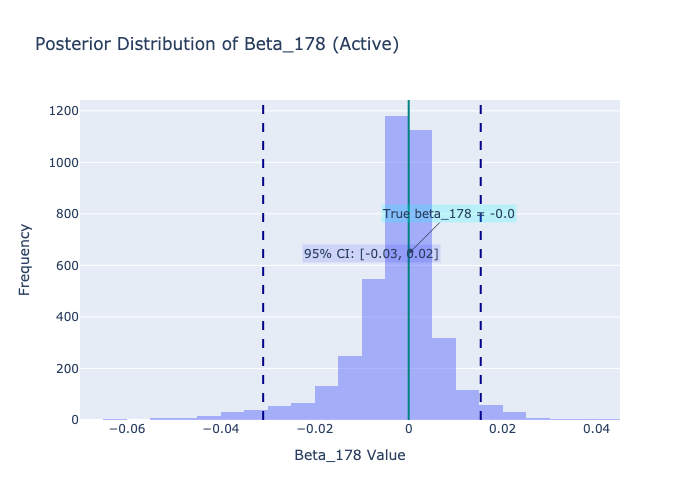 Posterior Distribution of Beta_178 (Active)
1200
1000
800
600
400
200
0
Frequency
True beta_178 = -0.0
95% CI: [-0.03, 0.02]
−0.06
−0.04
−0.02
0
0.02
0.04
Beta_178 Value